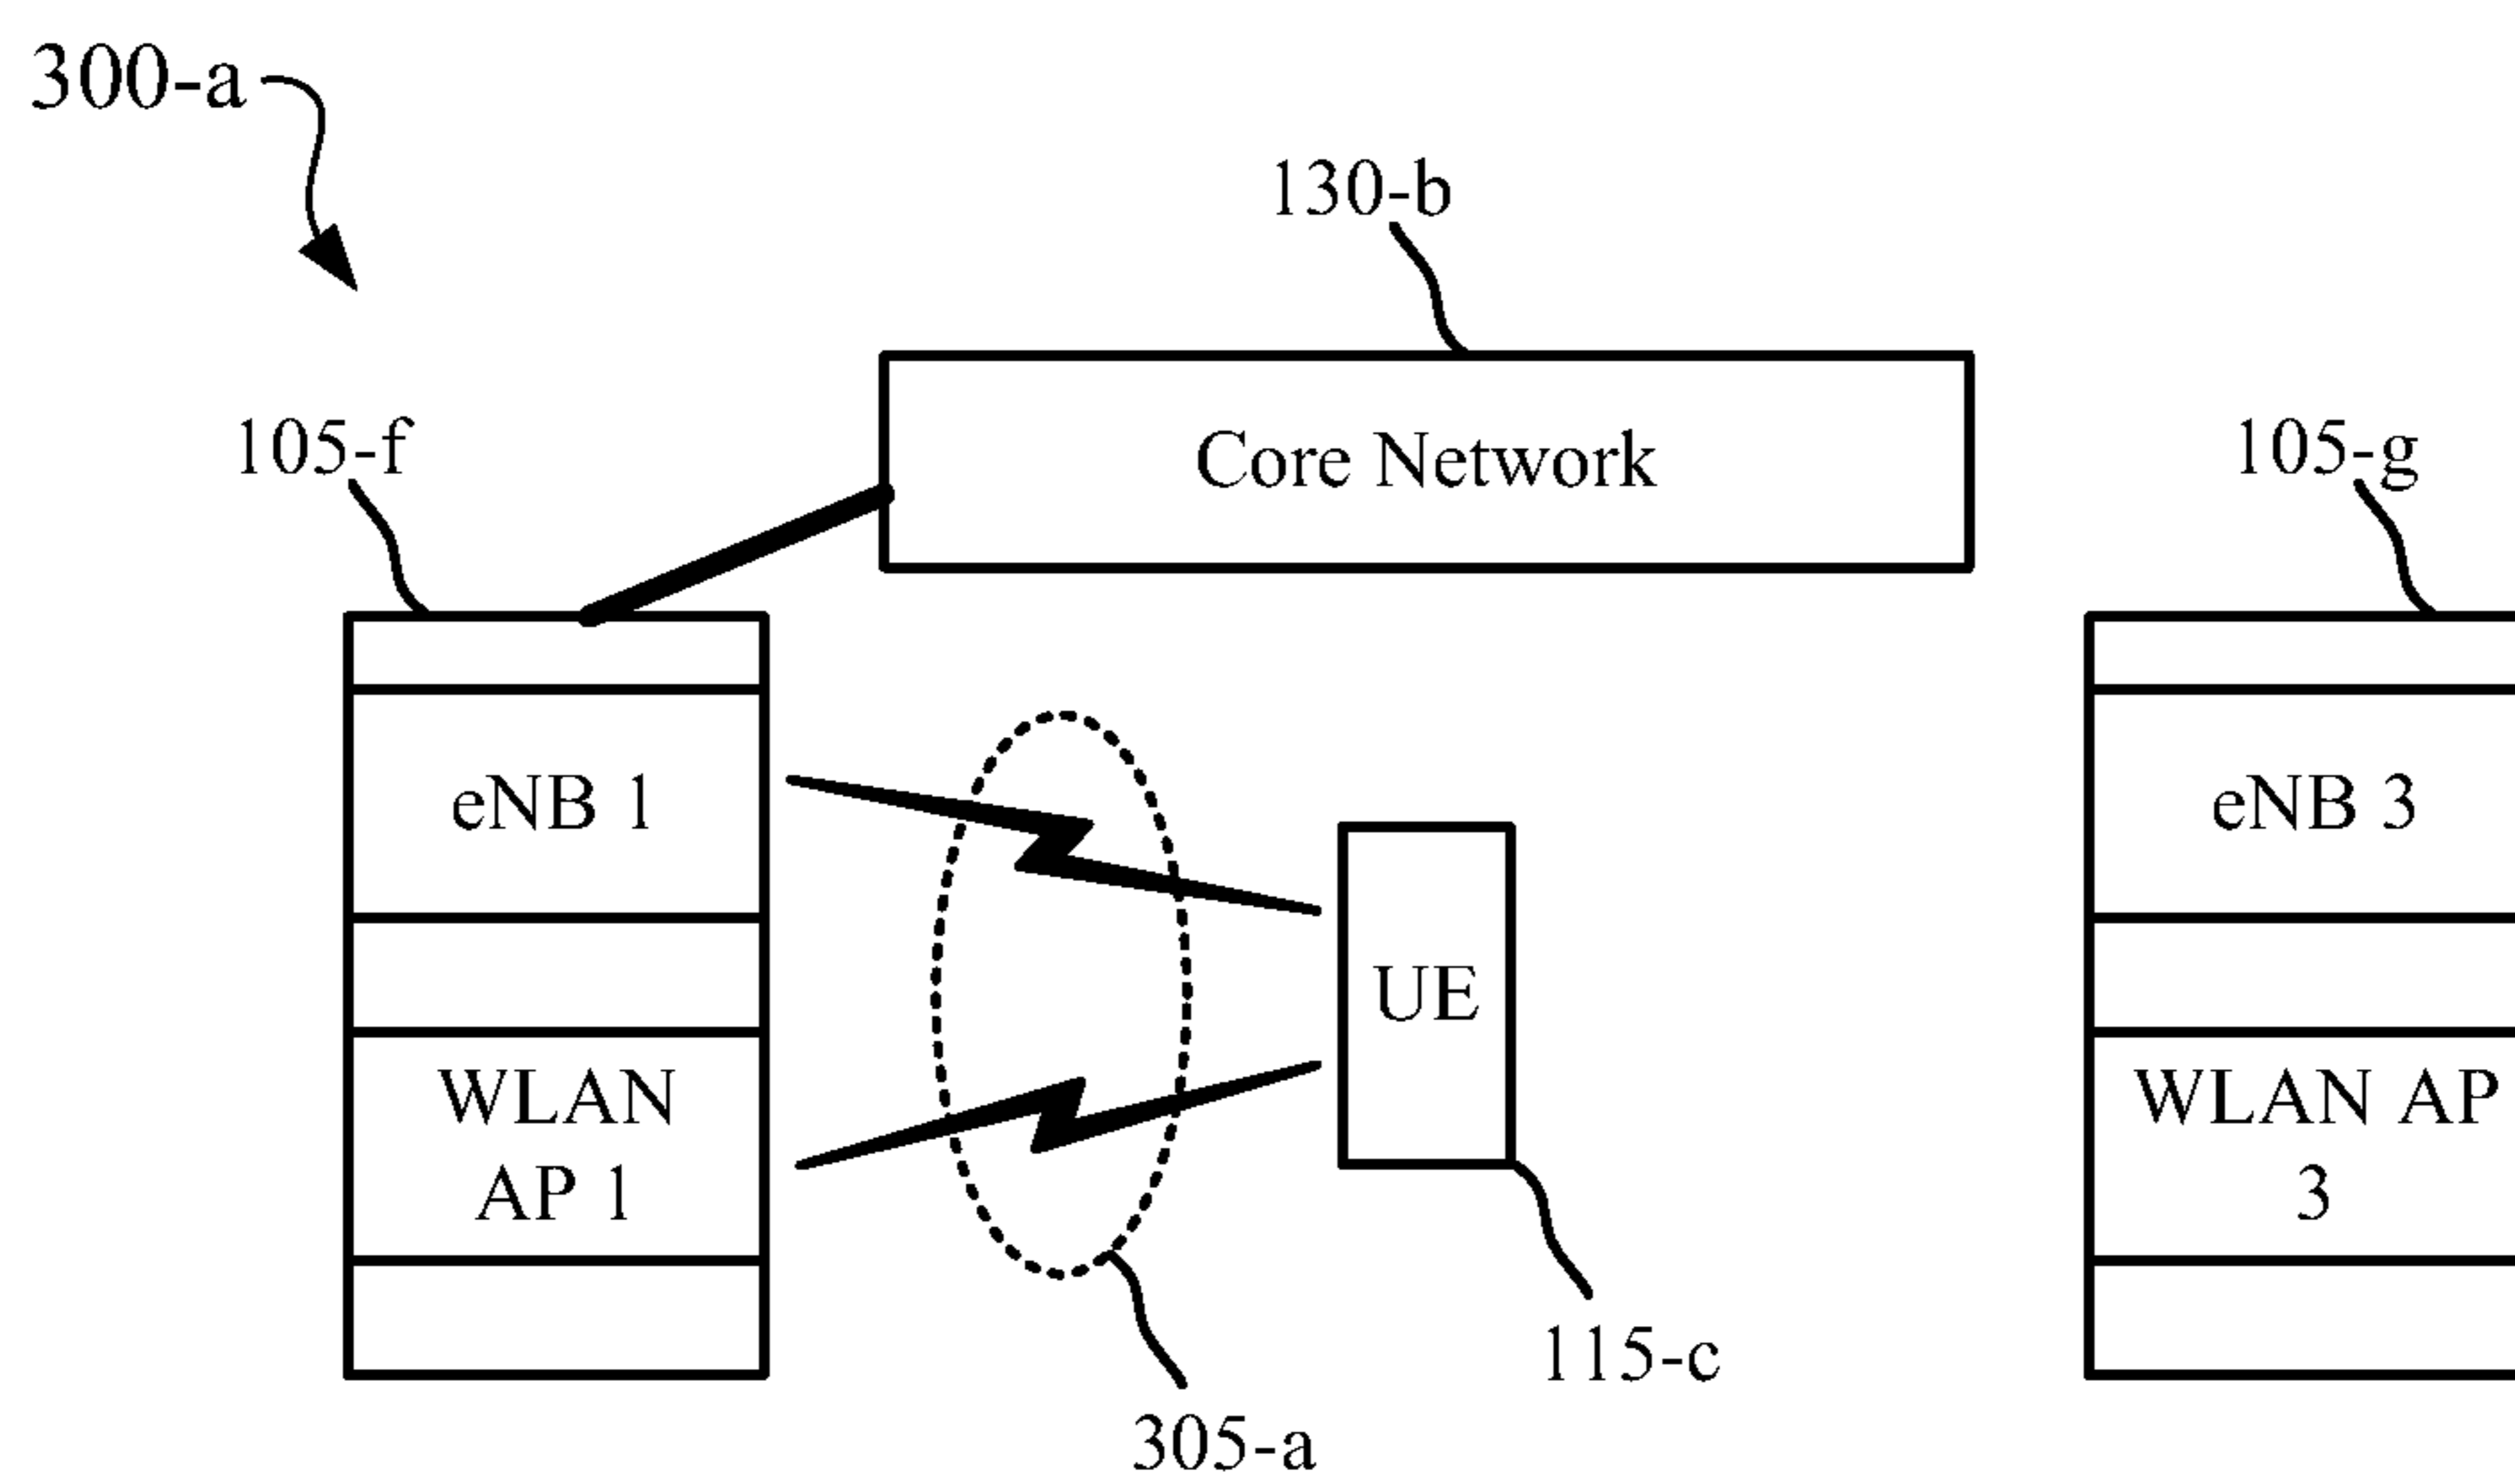 300-a
130-b
105-f
Core Network
105-g
eNB 1
eNB 3
UE
WLAN
AP 1
WLAN AP
3
115-c
305-a